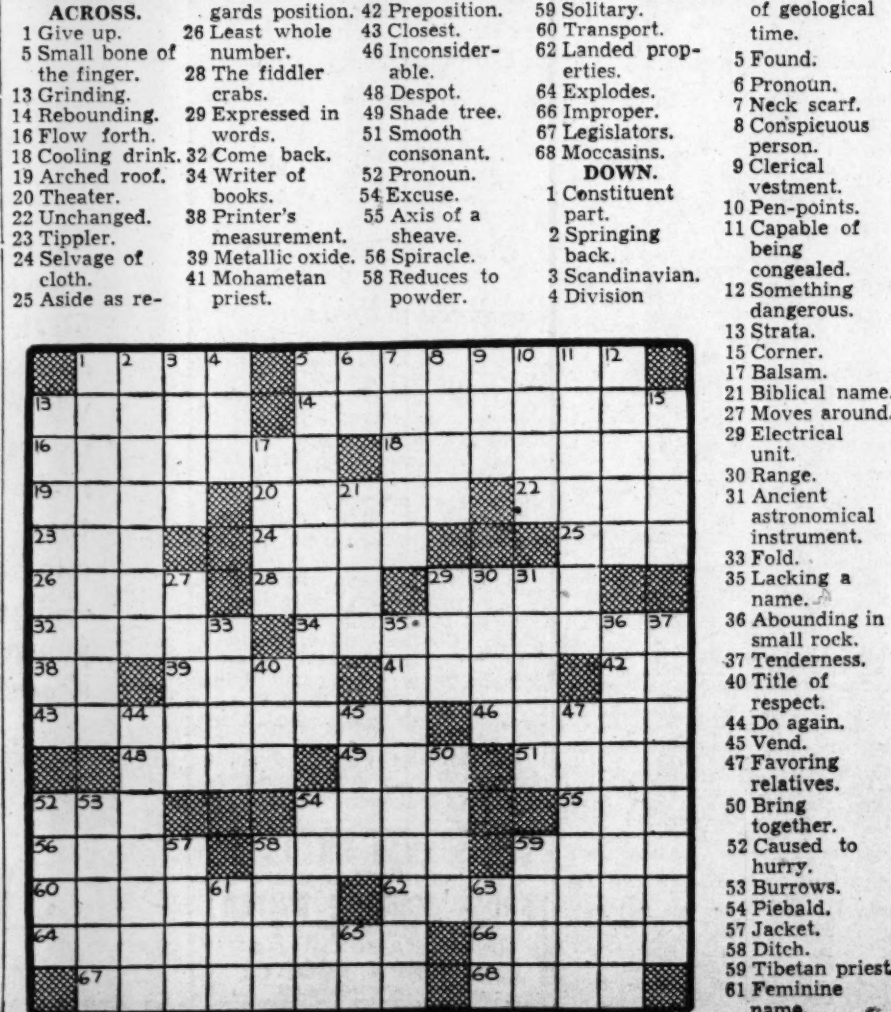 ACROSS.
1 Give up.
5 Small bone of
the finger.
13 Grinding.
14 Rebounding.
16 Flow forth.
18 Cooling drink.
19 Arched roof.
20 Theater.
22 Unchanged.
23 Tippler.
24 Selvage of
cloth.
25 Aside as re-
gards position.
26 Least whole
number.
28 The fiddler
crabs.
29 Expressed in
words.
32 Come back.
34 Writer of
books.
38 Printer's
measurement.
39 Metallic oxide.
41 Mohametan
priest.
42 Preposition.
43 Closest.
46 Inconsider-
able.
48 Despot.
49 Shade tree.
51 Smooth
consonant.
52 Pronoun.
54 Excuse.
55 Axis of a
sheave.
56 Spiracle.
58 Reduces to
powder.
59 Solitary.
60 Transport.
62 Landed prop-
erties.
64 Explodes.
66 Improper.
67 Legislators.
68 Moccasins.
DOWN.
1 Constituent
part.
2 Springing
back.
3 Scandinavian.
4 Division
of geological
time.
5 Found.
6 Pronoun.
7 Neck scarf.
8 Conspicuous
person.
9 Clerical
vestment.
10 Pen-points.
11 Capable of
being
congealed.
12 Something
dangerous.
13 Strata.
15 Corner.
17 Balsam.
21 Biblical name.
27 Moves around.
29 Electrical
unit.
30 Range.
31 Ancient
astronomical
instrument.
33 Fold.
35 Lacking a
name.
36 Abounding in
small rock.
37 Tenderness.
40 Title of
respect.
44 Do again.
45 Vend.
47 Favoring
relatives.
50 Bring
together.
52 Caused to
hurry.
53 Burrows.
54 Piebald.
57 Jacket.
58 Ditch.
59 Tibetan priest
61 Feminine
name
1 2 3 4 5 6 7 8 9 10 11 12
13 14 15
16 17 18
19 20 21 22
23 24 25
26 27 28 29 30 31
32 33 34 35 36 37
38 39 40 41 42
43 44 45 46 47
48 49 50 51
52 53 54 55
56 57 58 59
60 61 62 63
64 65 66
67 68